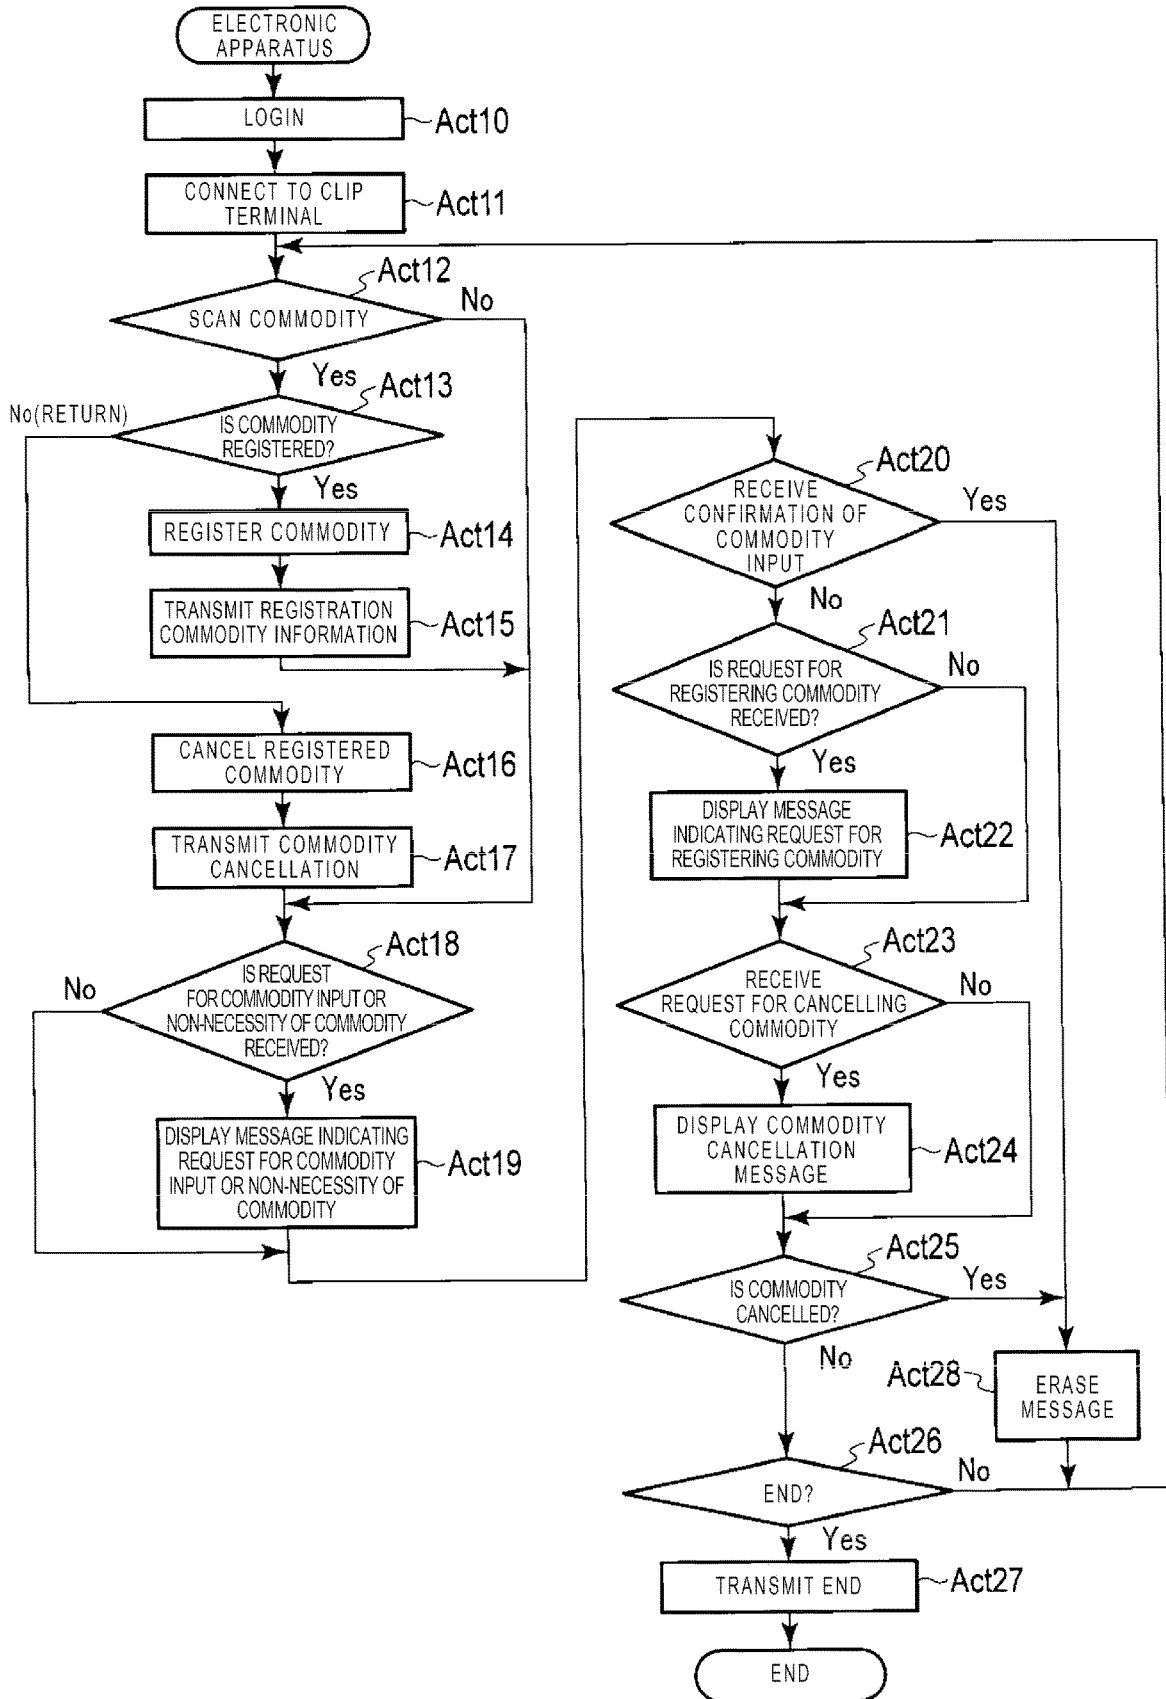 ELECTRONIC
APPARATUS
LOGIN
Act10
CONNECT TO CLIP
TERMINAL
Act11
Act12
SCAN COMMODITY
No
Yes
Act13
No(RETURN)
IS COMMODITY
REGISTERED?
Yes
REGISTER COMMODITY
Act14
TRANSMIT REGISTRATION
COMMODITY INFORMATION
Act15
CANCEL REGISTERED
COMMODITY
Act16
TRANSMIT COMMODITY
CANCELLATION
Act17
Act18
No
IS REQUEST
FOR COMMODITY INPUT OR
NON-NECESSITY OF COMMODITY
RECEIVED?
Yes
DISPLAY MESSAGE INDICATING
REQUEST FOR COMMODITY
INPUT OR NON-NECESSITY OF
COMMODITY
Act19
Act20
RECEIVE
CONFIRMATION OF
COMMODITY
INPUT
Yes
No
Act21
IS REQUEST FOR
REGISTERING COMMODITY
RECEIVED?
No
Yes
DISPLAY MESSAGE
INDICATING REQUEST FOR
REGISTERING COMMODITY
Act22
Act23
RECEIVE
REQUEST FOR CANCELLING
COMMODITY
No
Yes
DISPLAY COMMODITY
CANCELLATION
MESSAGE
Act24
Act25
IS COMMODITY
CANCELLED?
Yes
No
Act28
ERASE
MESSAGE
Act26
END?
No
Yes
TRANSMIT END
Act27
END